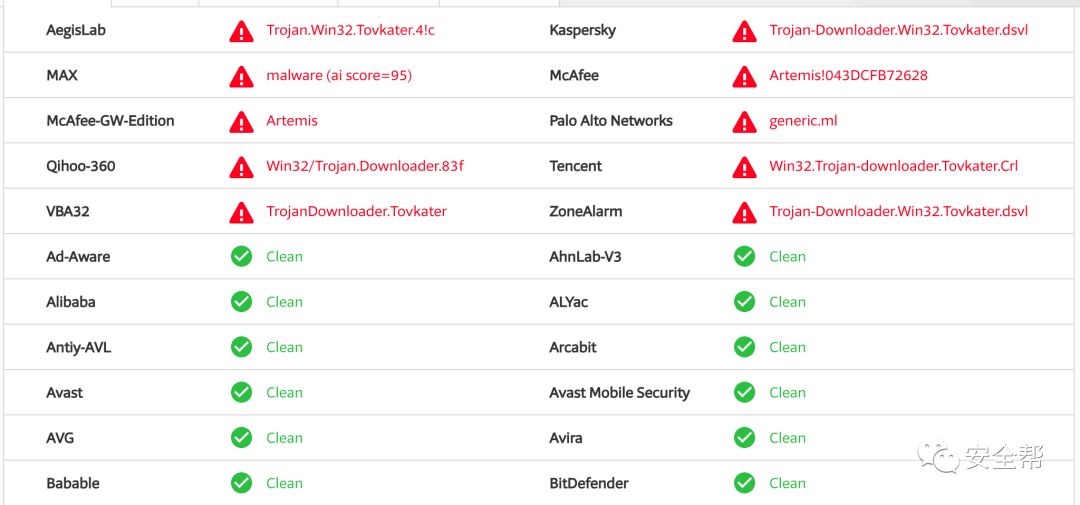 AegisLab Trojan.Win32.Tovkater.4!c Kaspersky Trojan-Downloader.Win32.Tovkater.dsvl
MAX malware (ai score=95) McAfee Artemis!043DCFB72628
McAfee-GW-Edition Artemis Palo Alto Networks generic.ml
Qihoo-360 Win32/Trojan.Downloader.83f Tencent Win32.Trojan-downloader.Tovkater.Crl
VBA32 TrojanDownloader.Tovkater ZoneAlarm Trojan-Downloader.Win32.Tovkater.dsvl
Ad-Aware Clean AhnLab-V3 Clean
Alibaba Clean ALYac Clean
Antiy-AVL Clean Arcabit Clean
Avast Clean Avast Mobile Security Clean
AVG Clean Avira Clean
Babable Clean BitDefender Clean
安全帮